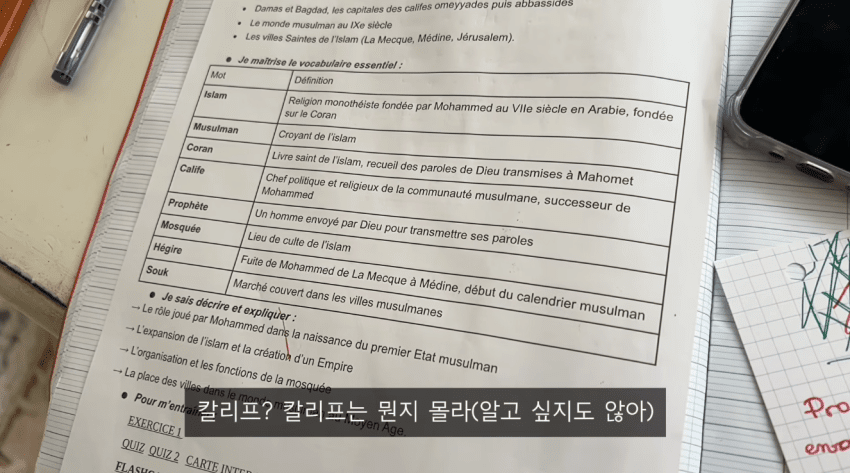 • Damas et Bagdad, les capitales des califes omeyyades puis abbassides
• Le monde musulman au IXe siècle
• Les villes Saintes de l'Islam (La Mecque, Médine, Jérusalem).
• Je maîtrise le vocabulaire essentiel :
Mot Définition
Islam Religion monothéiste fondée par Mohammed au VIIe siècle en Arabie, fondée
sur le Coran
Musulman Croyant de l'islam
Coran Livre saint de l'islam, recueil des paroles de Dieu transmises à Mahomet
Calife Chef politique et religieux de la communauté musulmane, successeur de
Mohammed
Prophète Un homme envoyé par Dieu pour transmettre ses paroles
Mosquée Lieu de culte de l'islam
Hégire Fuite de Mohammed de La Mecque à Médine, début du calendrier musulman
Souk Marché couvert dans les villes musulmanes
• Je sais décrire et expliquer :
→ Le rôle joué par Mohammed dans la naissance du premier Etat musulman
→ L'expansion de l'islam et la création d'un Empire
→ L'organisation et les fonctions de la mosquée
→ La place des villes dans le Moyen Age
• Pour m'entraî
칼리프? 칼리프는 뭔지 몰라(알고 싶지도 않아)
EXERCICE 1
QUIZ QUIZ 2 CARTE INTER
FLASHC
Pro
envo